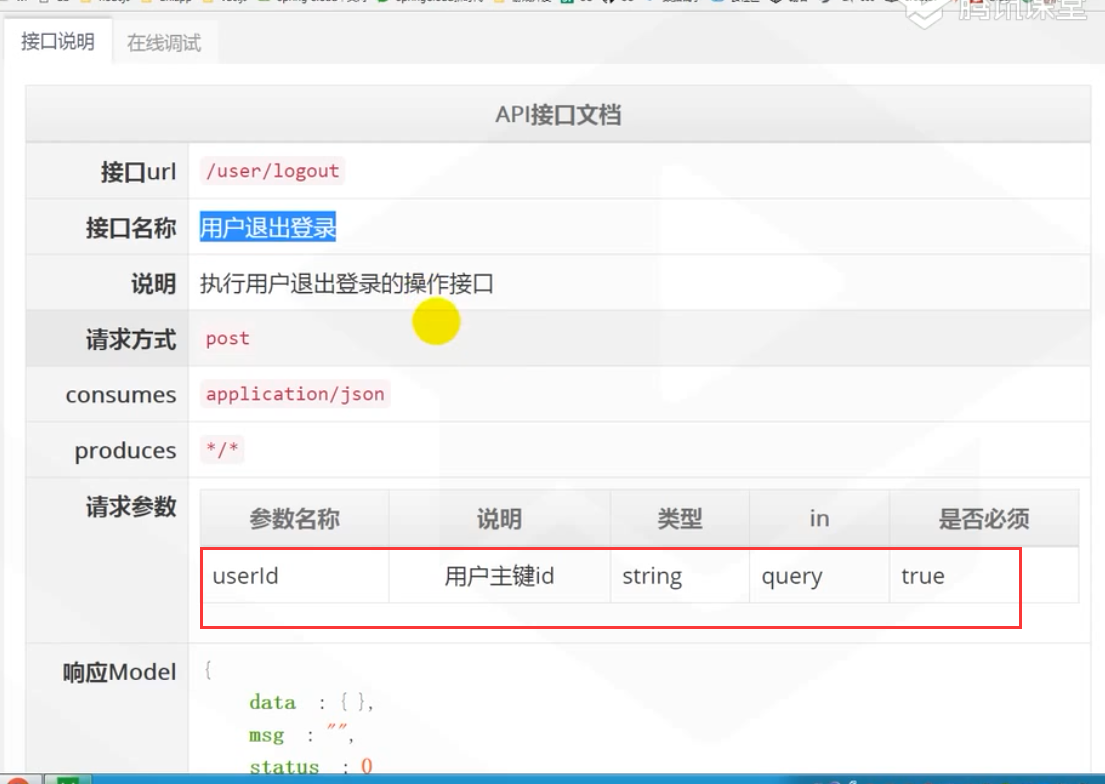 腾讯课堂
接口说明 在线调试
API接口文档
接口url /user/logout
接口名称 用户退出登录
说明 执行用户退出登录的操作接口
请求方式 post
consumes application/json
produces */*
请求参数 参数名称 说明 类型 in 是否必须
userId 用户主键id string query true
响应Model {
data : { },
msg : "",
status : 0